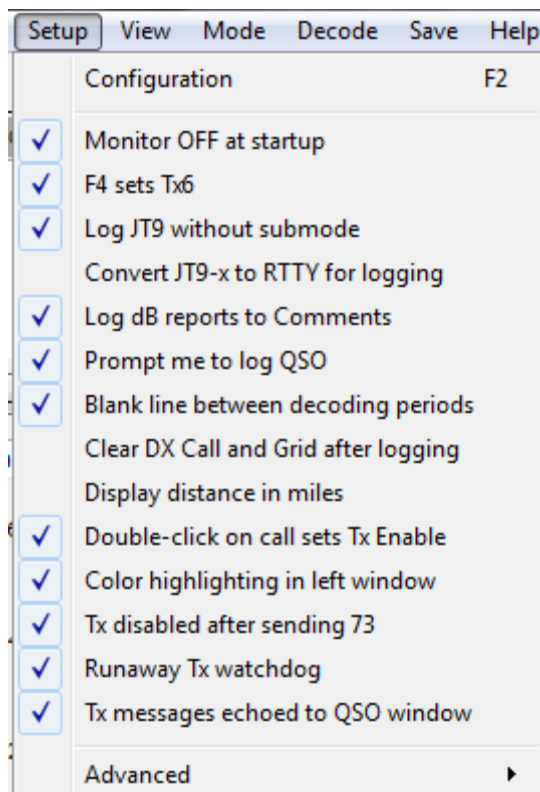 Setup View Mode Decode Save Help
Configuration F2
Monitor OFF at startup
F4 sets Tx6
Log JT9 without submode
Convert JT9-x to RTTY for logging
Log dB reports to Comments
Prompt me to log QSO
Blank line between decoding periods
Clear DX Call and Grid after logging
Display distance in miles
Double-click on call sets Tx Enable
Color highlighting in left window
Tx disabled after sending 73
Runaway Tx watchdog
Tx messages echoed to QSO window
Advanced